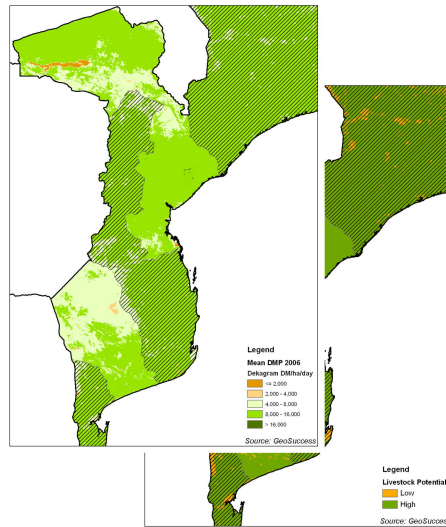 Legend
Mean DMP 2006
Dekagram DM/ha/day
<= 2,000
2,000 - 4,000
4,000 - 8,000
8,000 - 16,000
> 16,000
Source: GeoSuccess
Legend
Livestock Potential
Low
High
Source: GeoSuccess